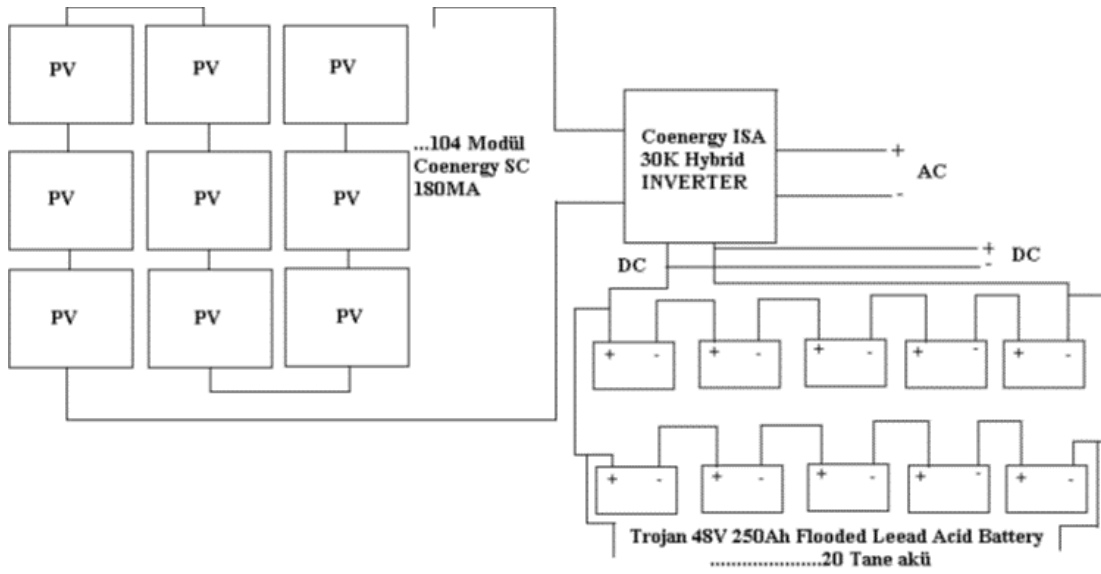 PV PV PV
PV PV PV
PV PV PV
...104 Modül
Coenergy SC
180MA
Coenergy ISA
30K Hybrid
INVERTER
+
AC
-
DC
+
- DC
+ - + - + - + - + -
+ - + - + - + - + -
Trojan 48V 250Ah Flooded Leead Acid Battery
.......................20 Tane akü